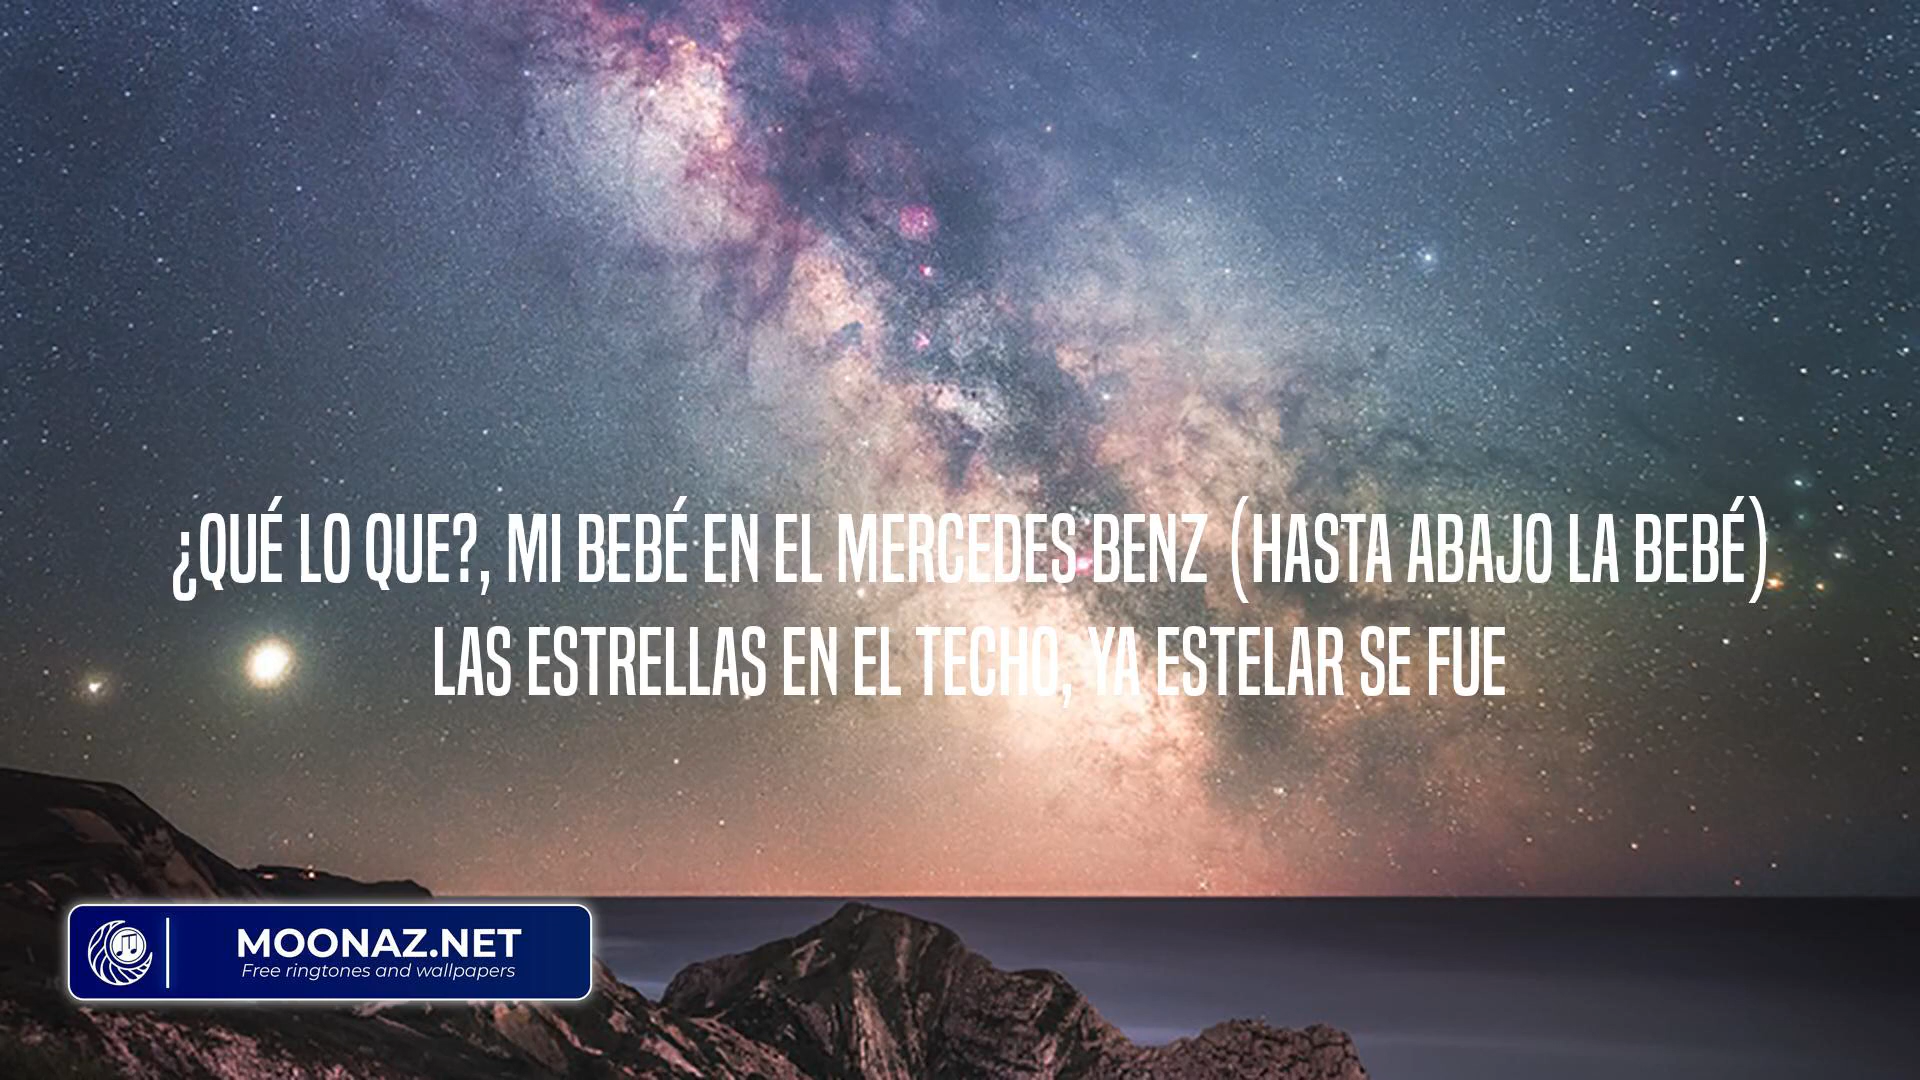 ¿QUÉ LO QUE?, MI BEBÉ EN EL MERCEDES BENZ (HASTA ABAJO LA BEBÉ)
LAS ESTRELLAS EN EL TECHO, YA ESTELAR SE FUE
MOONAZ.NET
Free ringtones and wallpapers